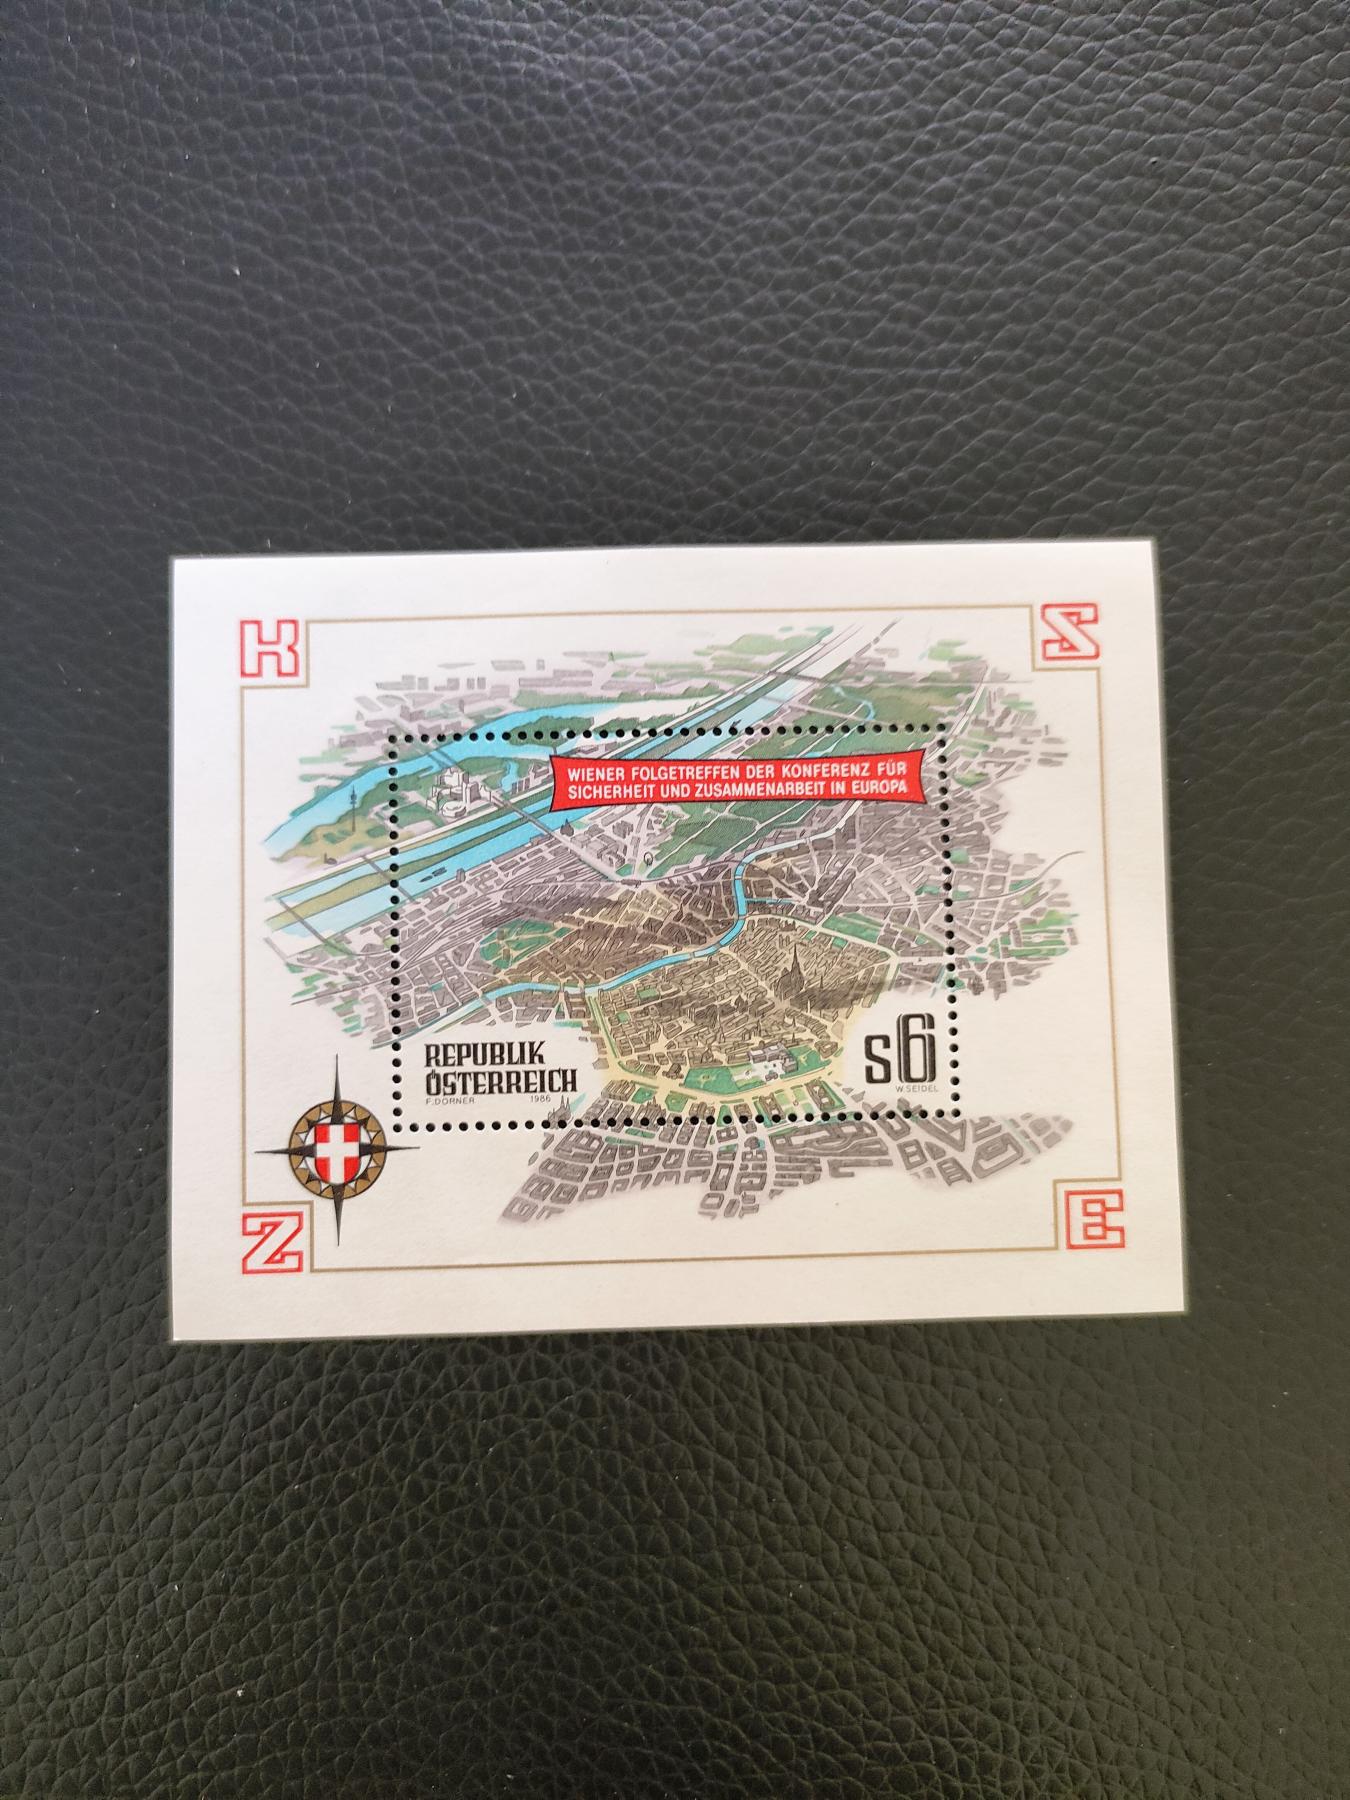 K S
WIENER FOLGETREFFEN DER KONFERENZ FÜR
SICHERHEIT UND ZUSAMMENARBEIT IN EUROPA
REPUBLIK
ÖSTERREICH
F. DORNER 1986
S6
W. SEIDEL
Z E